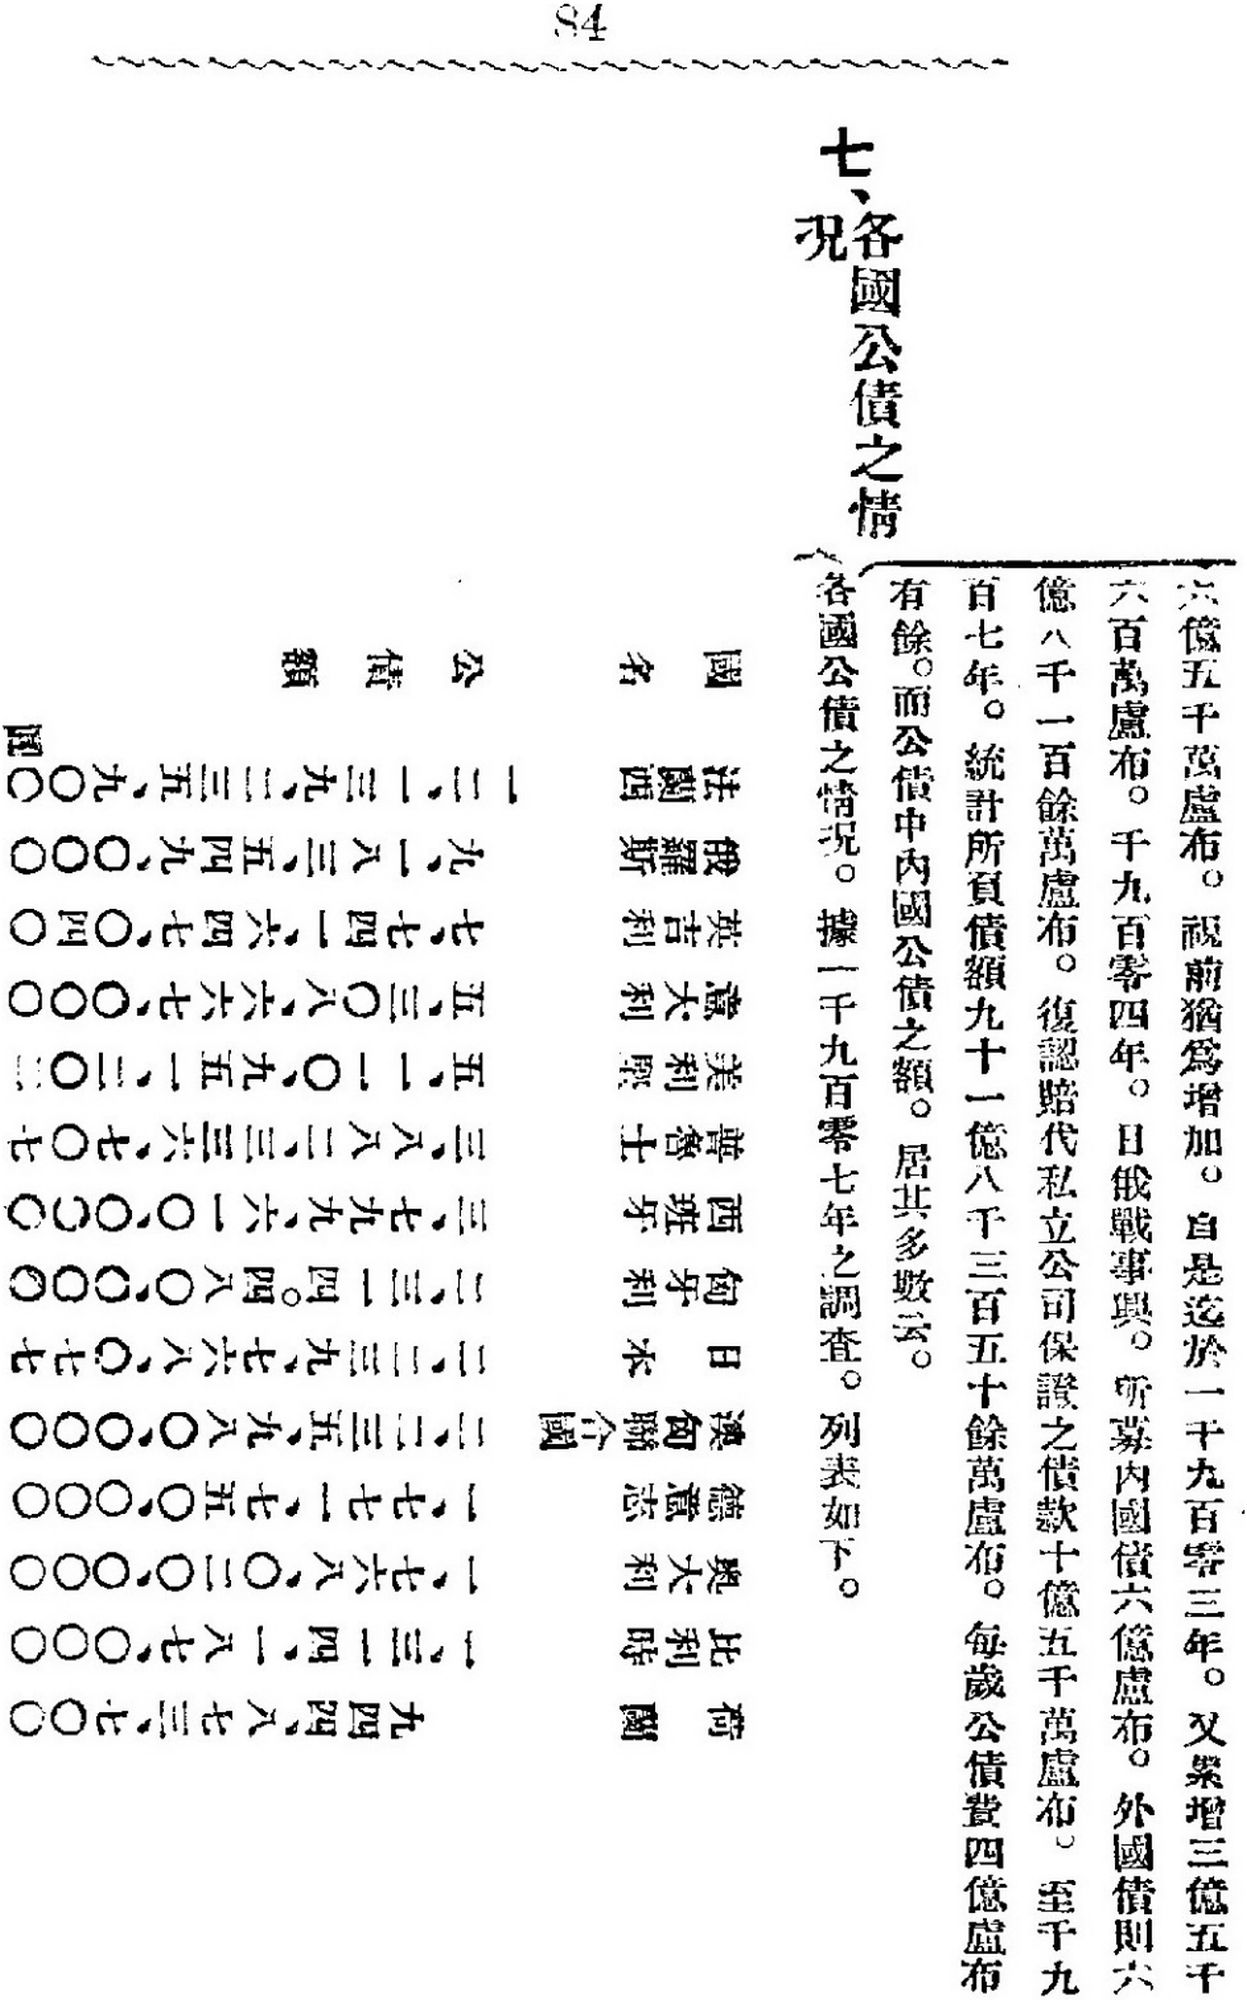 84
六億五千萬盧布。視前猶爲增加。自是迄於一千九百零三年。又累增三億五千
六百萬盧布。千九百零四年。日俄戰事興。所募內國債六億盧布。外國債則六
億八千一百餘萬盧布。復認賠代私立公司保證之債款十億五千萬盧布。至千九
百七年。統計所負債額九十一億八千三百五十餘萬盧布。每歲公債費四億盧布
有餘。而公債中內國公債之額。居其多數云。
七、各國公債之情
況
各國公債之情況。據一千九百零七年之調查。列表如下。
國名 公債額
法蘭西 一二、一三九、二三五、九〇〇圓
俄羅斯 九、一八三、五四九、〇〇〇
英吉利 七、七四一、六四七、〇四〇
意大利 五、三〇八、六六七、〇〇〇
美利堅 五、一一〇、九五一、二〇三
普魯士 三、八八二、三三六、七〇七
西班牙 三、七九九、六一〇、〇〇〇
匈牙利 二、三一四。四八〇、〇〇〇
日本 二、二三九、七六八、〇七七
澳匈聯合國 二、二三五、九八〇、〇〇〇
德意志 一、七七一、七五〇、〇〇〇
奧大利 一、七六八、〇二〇、〇〇〇
比利時 一、三一四、一八七、〇〇〇
荷蘭 九四四、八七三、七〇〇